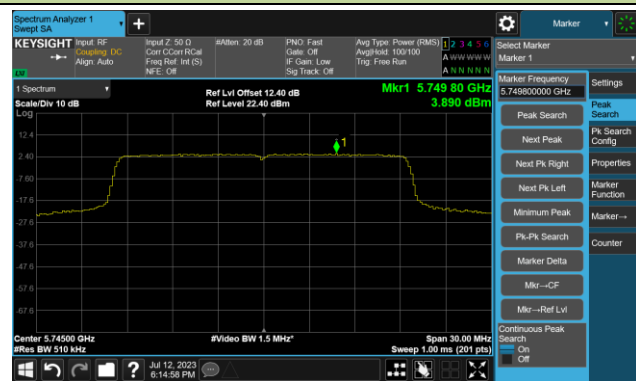 Spectrum Analyzer 1
Swept SA
Marker
KEYSIGHT
Input: RF
Coupling: DC
Align: Auto
Input Z: 50 Ω
Corr CCorr RCal
Freq Ref: Int (S)
NFE: Off
#Atten: 20 dB
PNO: Fast
Gate: Off
IF Gain: Low
Sig Track: Off
Avg Type: Power (RMS)
Avg|Hold: 100/100
Trig: Free Run
1 2 3 4 5 6
A W W W W W
A N N N N N
LXI
Select Marker
Marker 1
1 Spectrum
Scale/Div 10 dB
Log
Ref Lvl Offset 12.40 dB
Ref Level 22.40 dBm
Mkr1 5.749 80 GHz
3.890 dBm
12.4
2.40
-7.60
-17.6
-27.6
-37.6
-47.6
-57.6
-67.6
1
Center 5.74500 GHz
#Res BW 510 kHz
#Video BW 1.5 MHz*
Span 30.00 MHz
Sweep 1.00 ms (201 pts)
Marker Frequency
5.749800000 GHz
Peak Search
Next Peak
Next Pk Right
Next Pk Left
Minimum Peak
Pk-Pk Search
Marker Delta
Mkr→CF
Mkr→Ref Lvl
Continuous Peak
Search
On
Off
Settings
Peak
Search
Pk Search
Config
Properties
Marker
Function
Marker→
Counter
Jul 12, 2023
6:14:58 PM